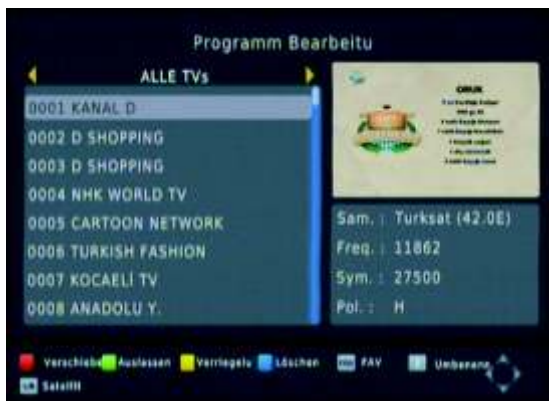 Programm Bearbeitu
ALLE TVs
0001 KANAL D
0002 D SHOPPING
0003 D SHOPPING
0004 NHK WORLD TV
0005 CARTOON NETWORK
0006 TURKISH FASHION
0007 KOCAELİ TV
0008 ANADOLU Y.
ORUK
Sam. : Turksat (42.0E)
Freq. : 11862
Sym. : 27500
Pol. : H
Verschiebe Auslassen Verriegelu Löschen FAV Umbenenn
Satellit